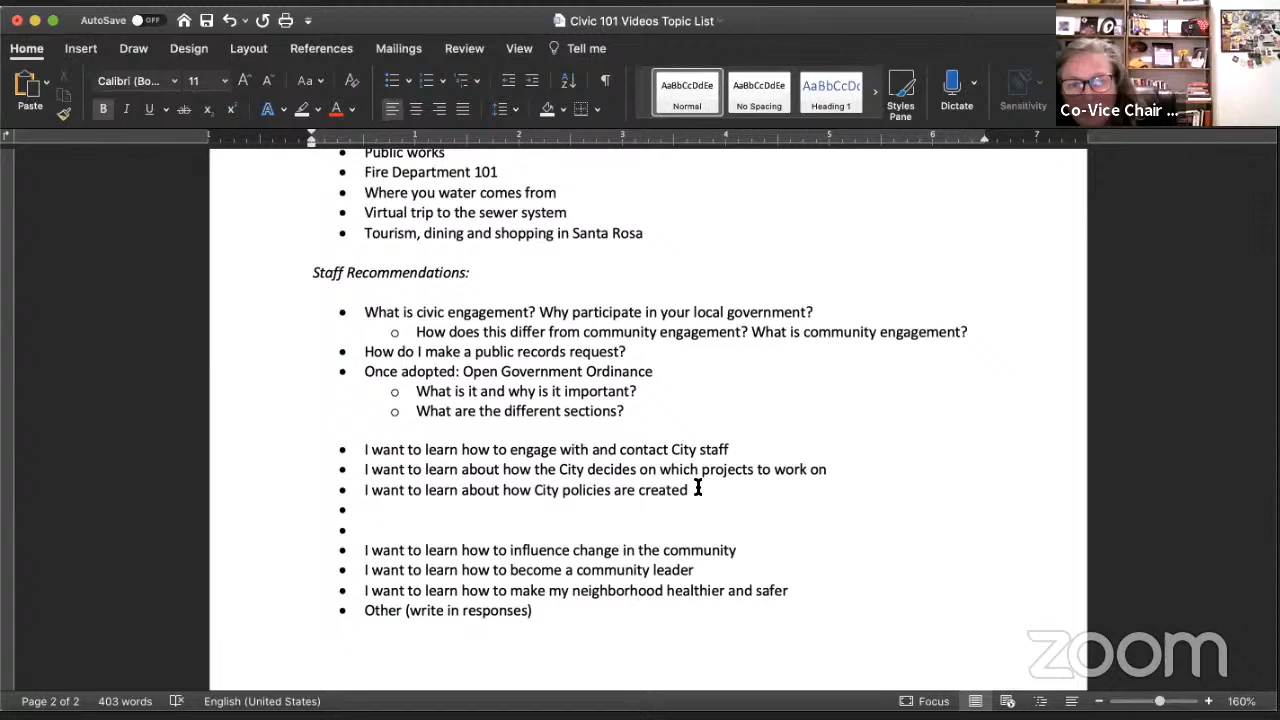 AutoSave OFF
Civic 101 Videos Topic List
Home Insert Draw Design Layout References Mailings Review View Tell me
Paste
Calibri (Bo... 11
AaBbCcDdEe AaBbCcDdEe AaBbCcDc
Normal No Spacing Heading 1
Styles Pane
Dictate
Sensitivity
Co-Vice Chair ...
1 1 2 3 4 5 6 7
• Public works
• Fire Department 101
• Where you water comes from
• Virtual trip to the sewer system
• Tourism, dining and shopping in Santa Rosa
Staff Recommendations:
• What is civic engagement? Why participate in your local government?
o How does this differ from community engagement? What is community engagement?
• How do I make a public records request?
• Once adopted: Open Government Ordinance
o What is it and why is it important?
o What are the different sections?
• I want to learn how to engage with and contact City staff
• I want to learn about how the City decides on which projects to work on
• I want to learn about how City policies are created
•
•
• I want to learn how to influence change in the community
• I want to learn how to become a community leader
• I want to learn how to make my neighborhood healthier and safer
• Other (write in responses)
zoom
Page 2 of 2 403 words English (United States) Focus 160%